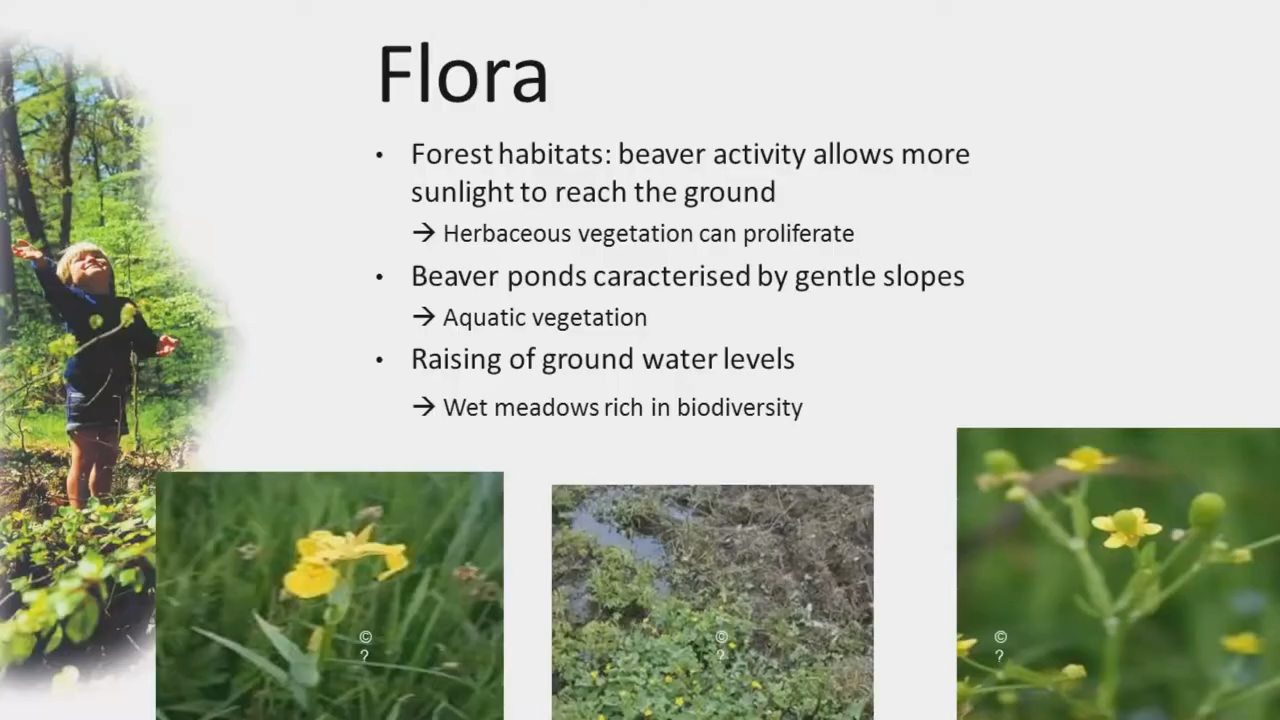 Flora
• Forest habitats: beaver activity allows more
sunlight to reach the ground
→ Herbaceous vegetation can proliferate
• Beaver ponds caracterised by gentle slopes
→ Aquatic vegetation
• Raising of ground water levels
→ Wet meadows rich in biodiversity
©
?
©
?
©
?